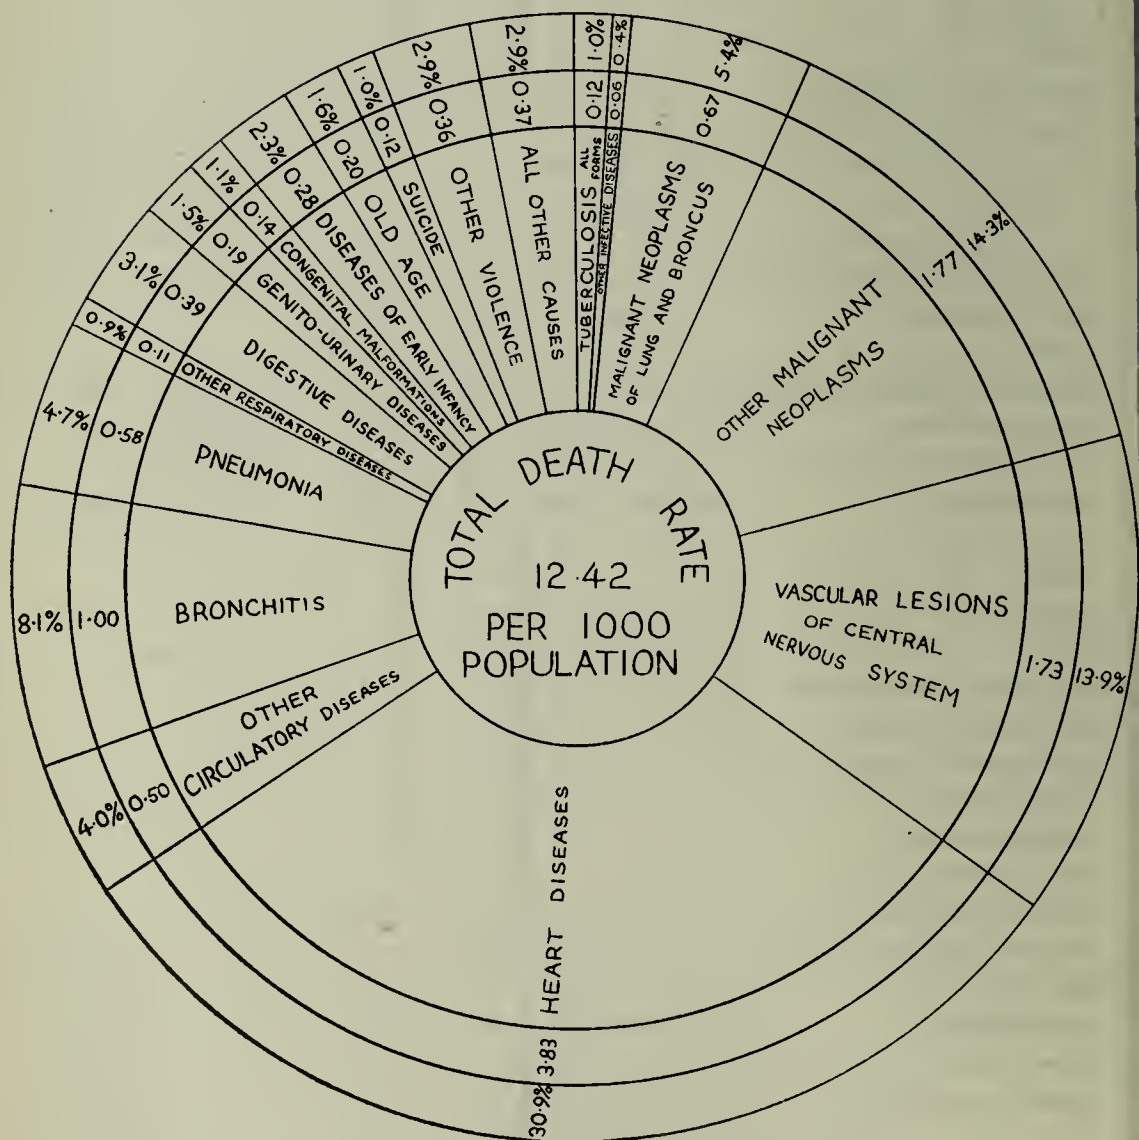 TOTAL DEATH RATE
12·42
PER 1000
POPULATION
TUBERCULOSIS ALL
FORMS
0·12
1·0%
OTHER INFECTIVE DISEASES
0·06
0·4%
MALIGNANT NEOPLASMS
OF LUNG AND BRONCUS
0·67
5·4%
OTHER MALIGNANT
NEOPLASMS
1·77
14·3%
VASCULAR LESIONS
OF CENTRAL
NERVOUS SYSTEM
1·73
13·9%
HEART DISEASES
3·83
30·9%
OTHER
CIRCULATORY DISEASES
0·50
4·0%
BRONCHITIS
1·00
8·1%
PNEUMONIA
0·58
4·7%
OTHER RESPIRATORY DISEASES
0·11
0·9%
DIGESTIVE DISEASES
0·39
3·1%
GENITO-URINARY DISEASES
0·19
1·5%
CONGENITAL MALFORMATIONS
0·14
1·1%
DISEASES OF EARLY INFANCY
0·28
2·3%
OLD AGE
0·20
1·6%
SUICIDE
0·12
1·0%
OTHER VIOLENCE
0·36
2·9%
ALL OTHER CAUSES
0·37
2·9%